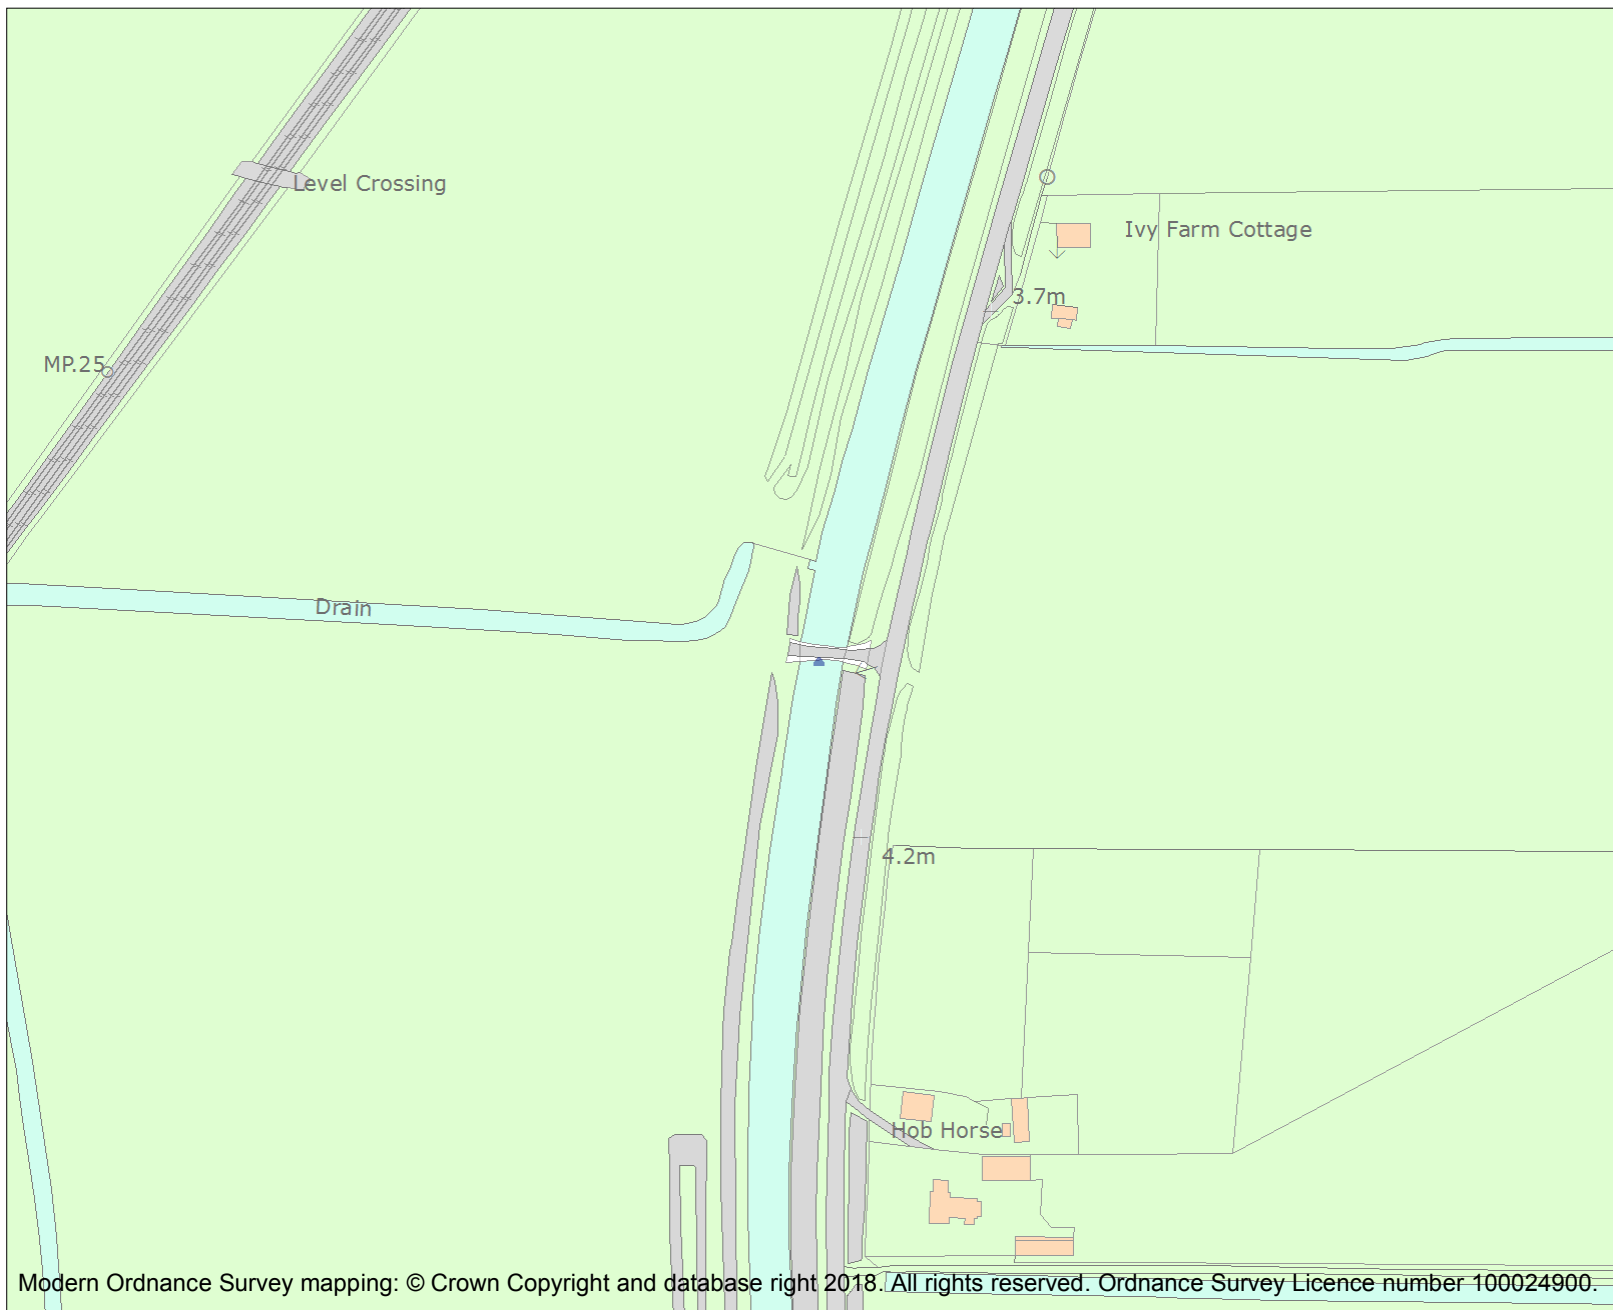 Level Crossing
Ivy Farm Cottage
3.7m
MP.25
Drain
4.2m
Hob Horse
Modern Ordnance Survey mapping: © Crown Copyright and database right 2018. All rights reserved. Ordnance Survey Licence number 100024900.